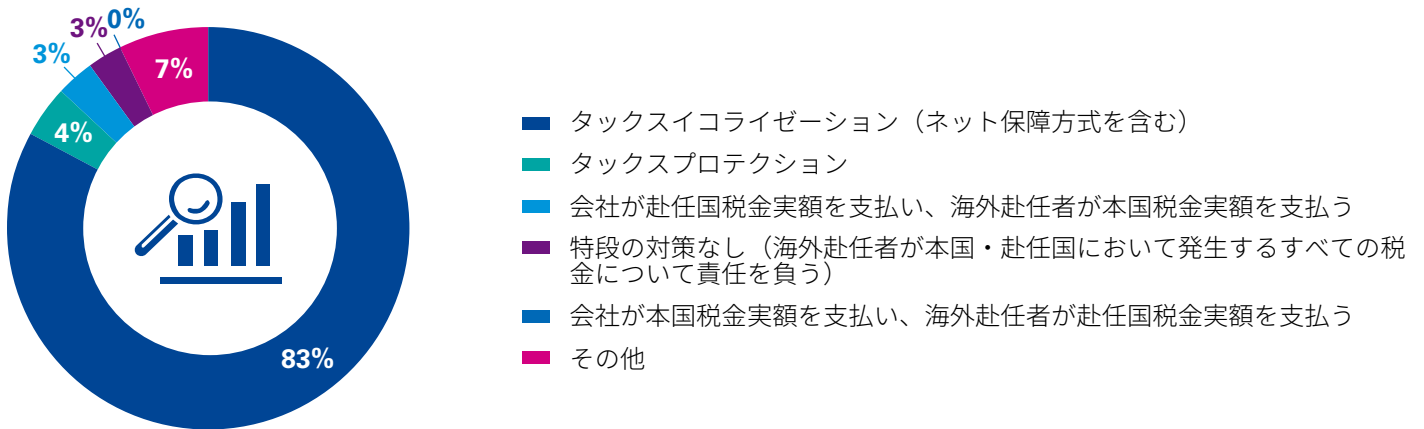 3%
0%
3%
7%
4%
83%
タックスイコライゼーション（ネット保障方式を含む）
タックスプロテクション
会社が赴任国税金実額を支払い、海外赴任者が本国税金実額を支払う
特段の対策なし（海外赴任者が本国・赴任国において発生するすべての税
金について責任を負う）
会社が本国税金実額を支払い、海外赴任者が赴任国税金実額を支払う
その他